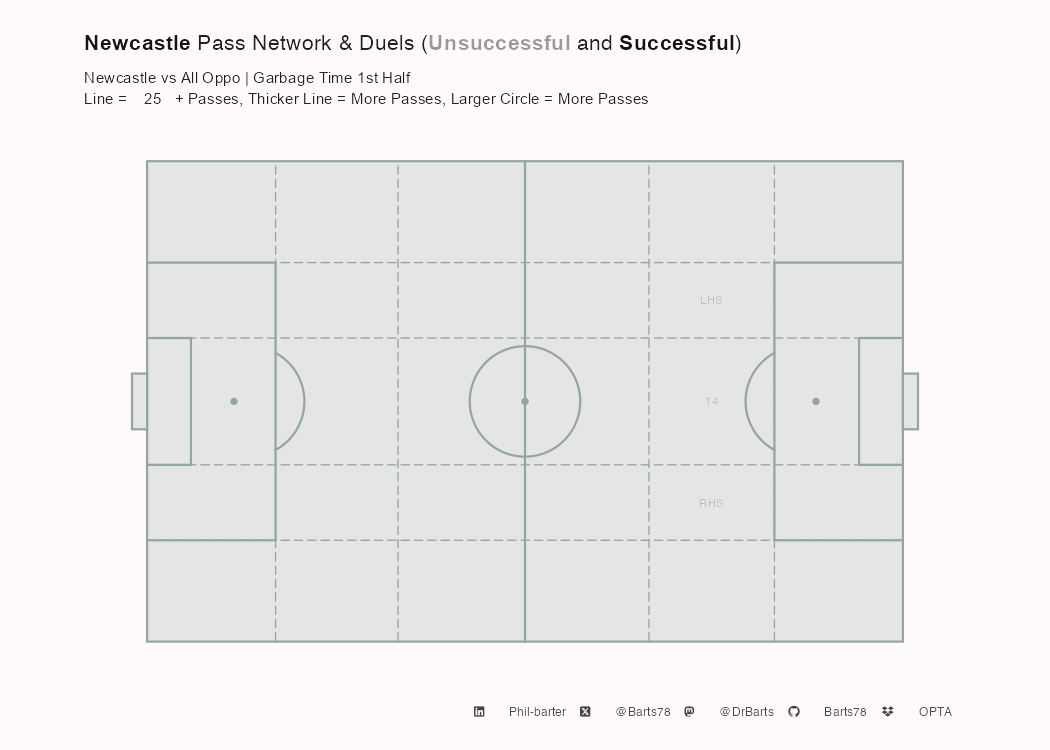 Newcastle Pass Network & Duels (Unsuccessful and Successful)
Newcastle vs All Oppo | Garbage Time 1st Half
Line = 25 + Passes, Thicker Line = More Passes, Larger Circle = More Passes
LHS
14
RHS
Phil-barter @Barts78 @DrBarts Barts78 OPTA